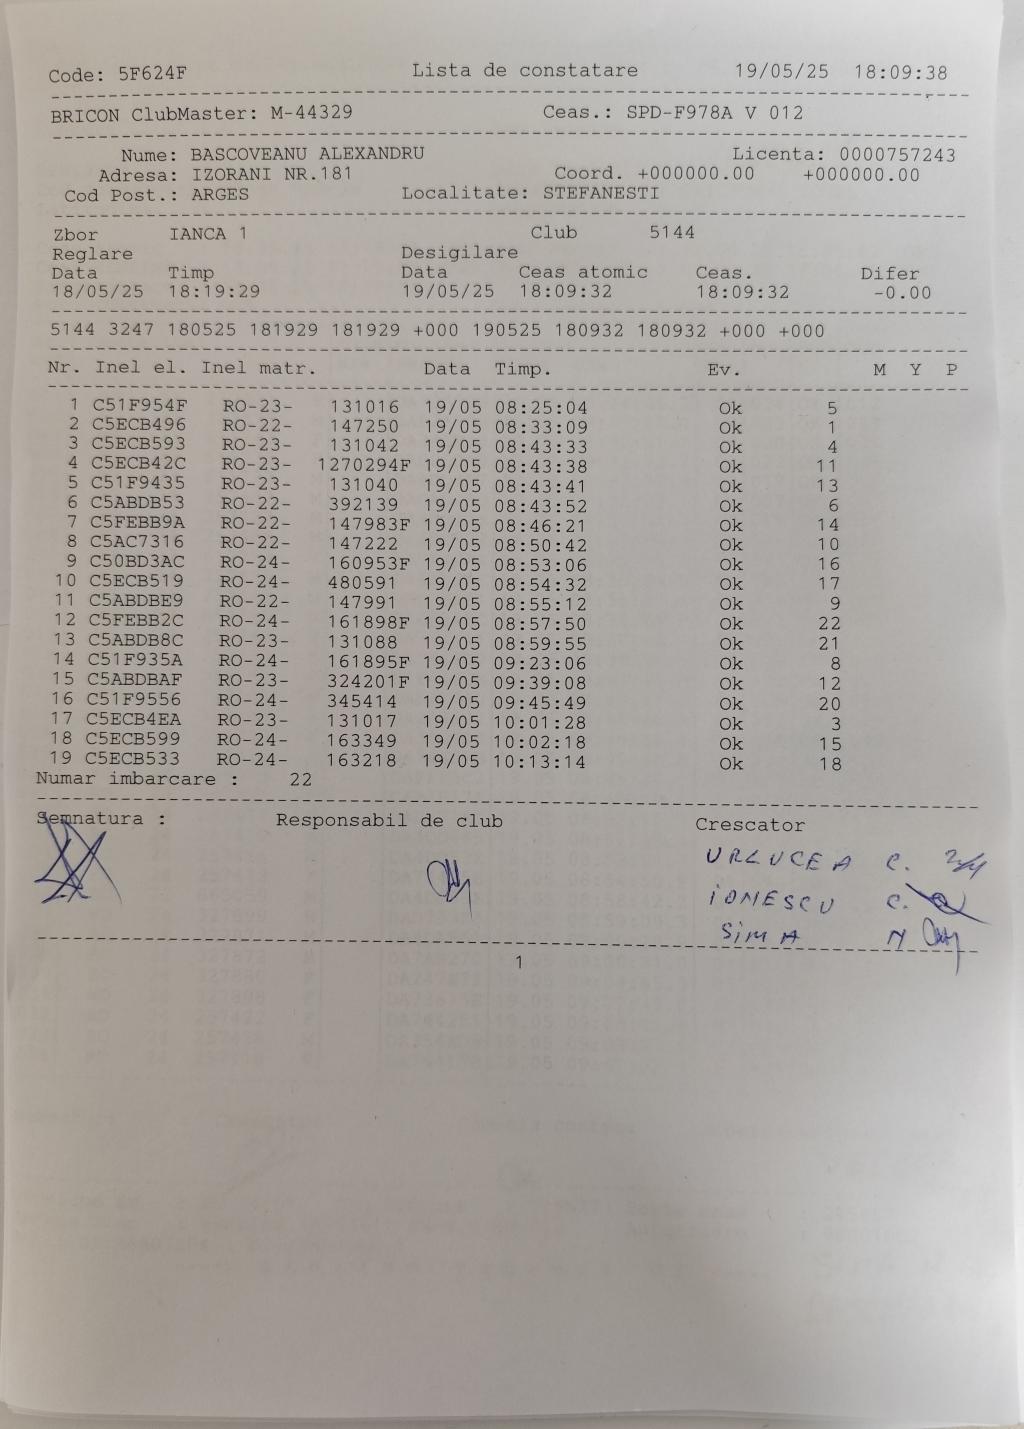 Code: 5F624F Lista de constatare 19/05/25 18:09:38
BRICON ClubMaster: M-44329 Ceas.: SPD-F978A V 012
Nume: BASCOVEANU ALEXANDRU Licenta: 0000757243
Adresa: IZORANI NR.181 Coord. +000000.00 +000000.00
Cod Post.: ARGES Localitate: STEFANESTI
Zbor IANCA 1 Club 5144
Reglare Desigilare
Data Timp Data Ceas atomic Ceas. Difer
18/05/25 18:19:29 19/05/25 18:09:32 18:09:32 -0.00
5144 3247 180525 181929 181929 +000 190525 180932 180932 +000 +000
Nr. Inel el. Inel matr. Data Timp. Ev. M Y P
1 C51F954F RO-23- 131016 19/05 08:25:04 Ok 5
2 C5ECB496 RO-22- 147250 19/05 08:33:09 Ok 1
3 C5ECB593 RO-23- 131042 19/05 08:43:33 Ok 4
4 C5ECB42C RO-23- 1270294F 19/05 08:43:38 Ok 11
5 C51F9435 RO-23- 131040 19/05 08:43:41 Ok 13
6 C5ABDB53 RO-22- 392139 19/05 08:43:52 Ok 6
7 C5FEBB9A RO-22- 147983F 19/05 08:46:21 Ok 14
8 C5AC7316 RO-22- 147222 19/05 08:50:42 Ok 10
9 C50BD3AC RO-24- 160953F 19/05 08:53:06 Ok 16
10 C5ECB519 RO-24- 480591 19/05 08:54:32 Ok 17
11 C5ABDBE9 RO-22- 147991 19/05 08:55:12 Ok 9
12 C5FEBB2C RO-24- 161898F 19/05 08:57:50 Ok 22
13 C5ABDB8C RO-23- 131088 19/05 08:59:55 Ok 21
14 C51F935A RO-24- 161895F 19/05 09:23:06 Ok 8
15 C5ABDBAF RO-23- 324201F 19/05 09:39:08 Ok 12
16 C51F9556 RO-24- 345414 19/05 09:45:49 Ok 20
17 C5ECB4EA RO-23- 131017 19/05 10:01:28 Ok 3
18 C5ECB599 RO-24- 163349 19/05 10:02:18 Ok 15
19 C5ECB533 RO-24- 163218 19/05 10:13:14 Ok 18
Numar imbarcare : 22
Semnatura : Responsabil de club Crescator
URLUCEA C.
IONESCU C.
SIMA N
1